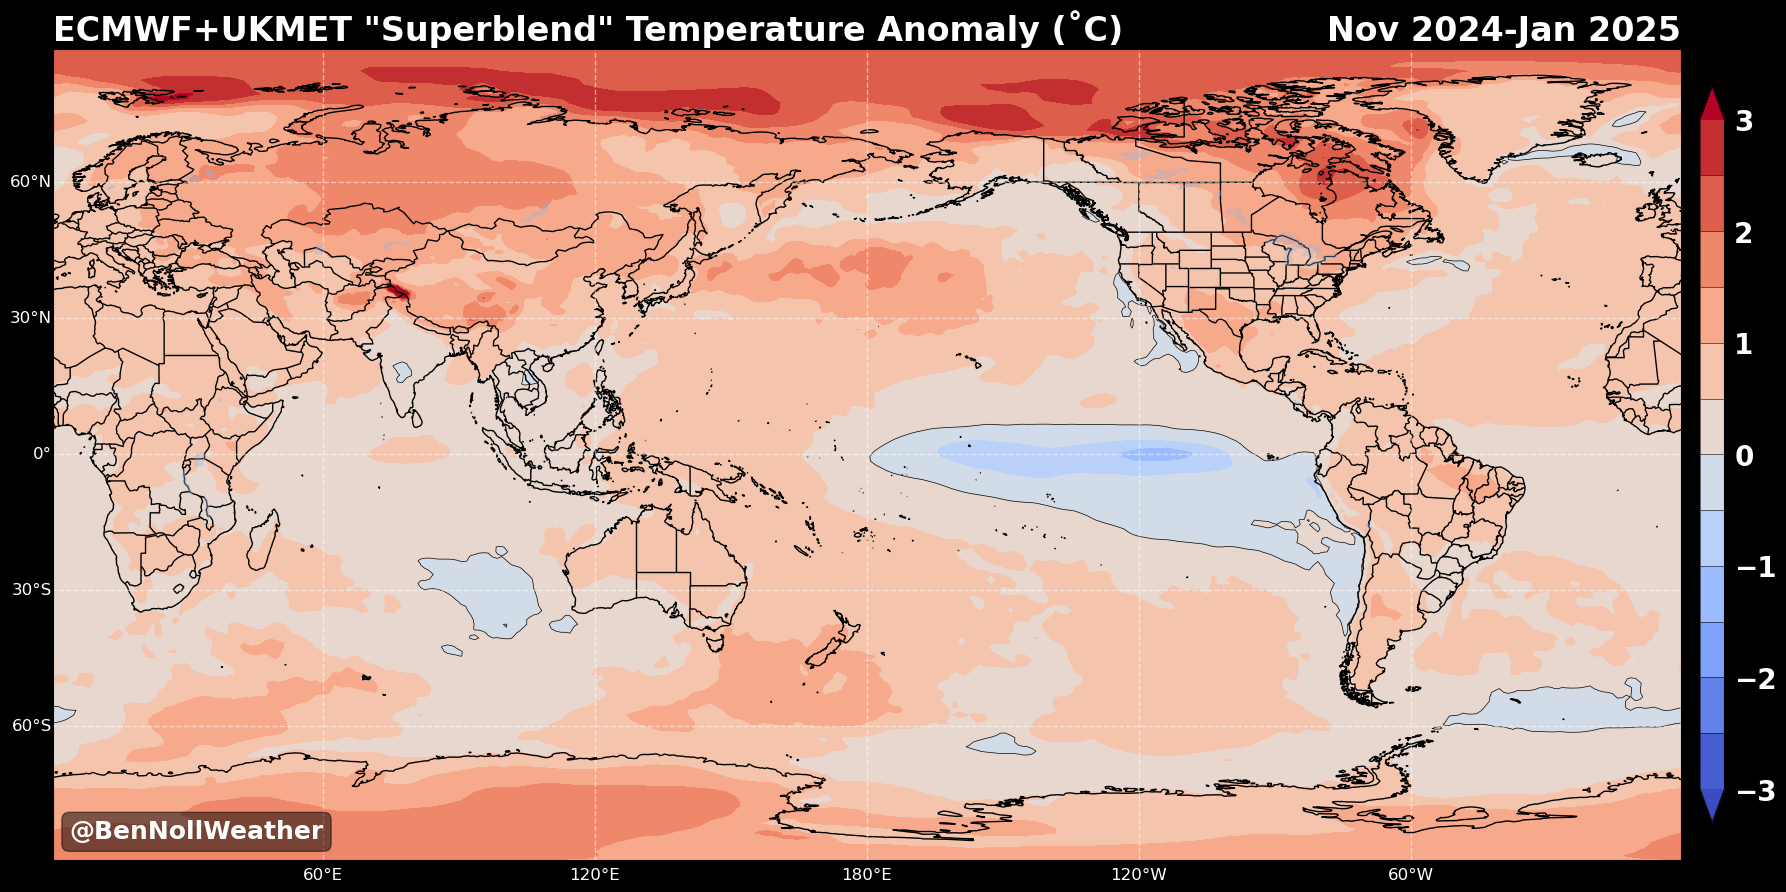 ECMWF+UKMET "Superblend" Temperature Anomaly (˚C)
Nov 2024-Jan 2025
60°N
30°N
0°
30°S
60°S
60°E
120°E
180°E
120°W
60°W
3
2
1
0
−1
−2
−3
@BenNollWeather